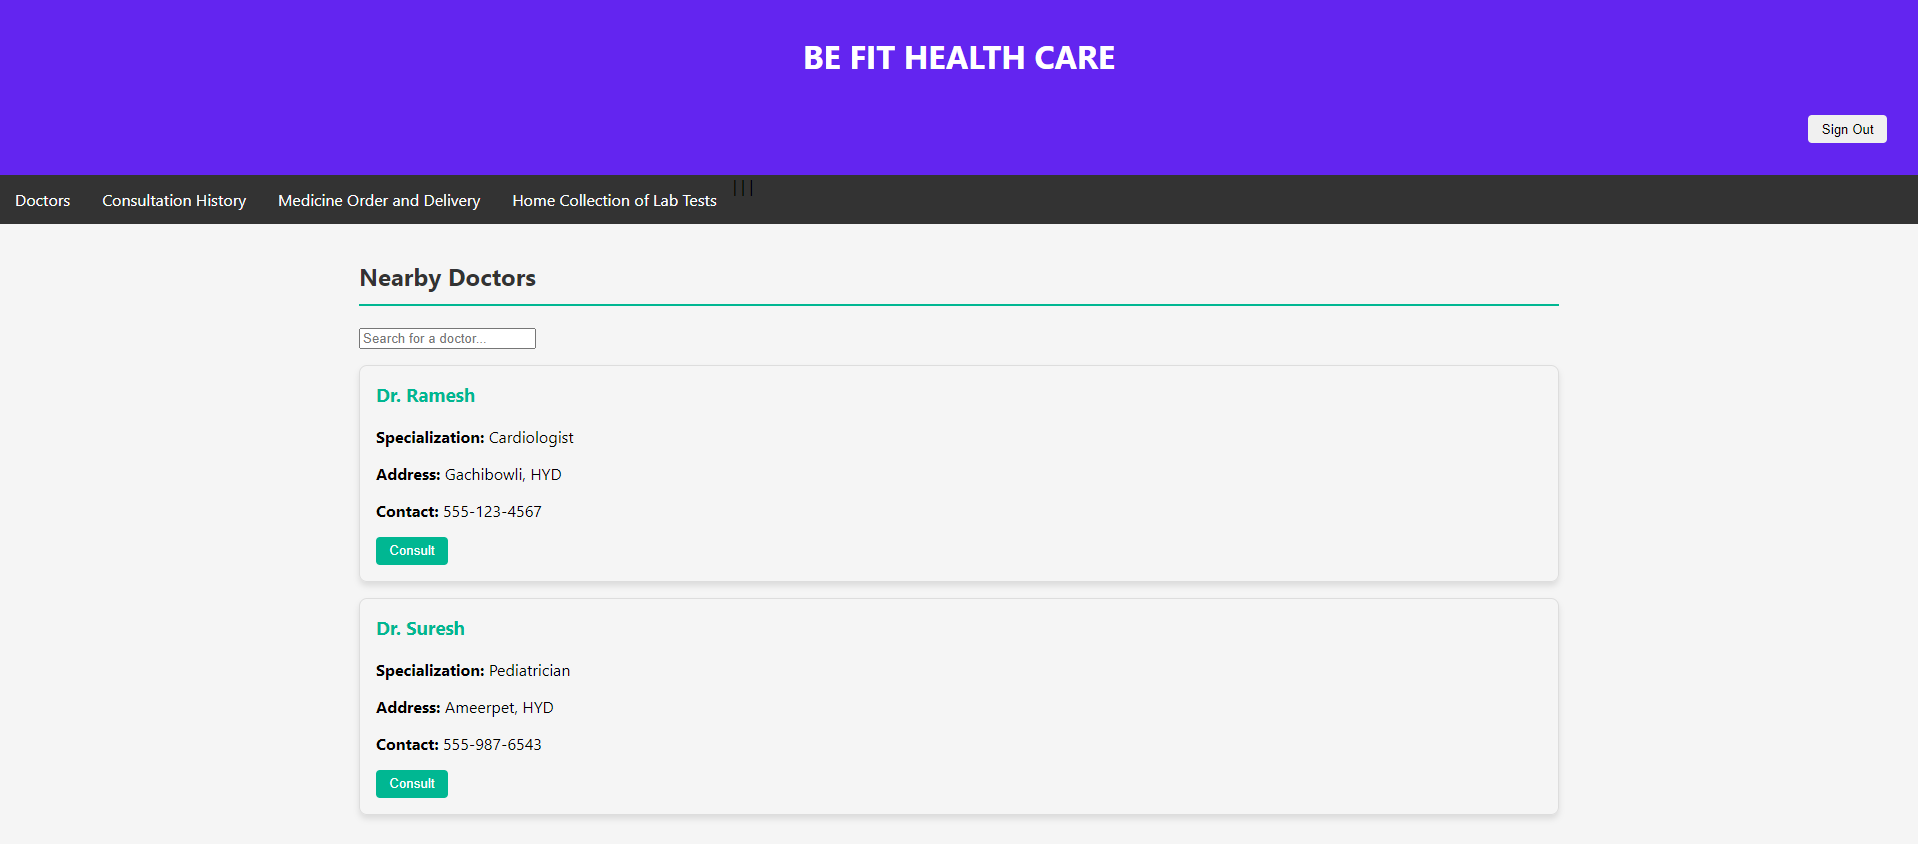 BE FIT HEALTH CARE
Sign Out
Doctors Consultation History Medicine Order and Delivery Home Collection of Lab Tests |||
Nearby Doctors
Search for a doctor...
Dr. Ramesh
Specialization: Cardiologist
Address: Gachibowli, HYD
Contact: 555-123-4567
Consult
Dr. Suresh
Specialization: Pediatrician
Address: Ameerpet, HYD
Contact: 555-987-6543
Consult